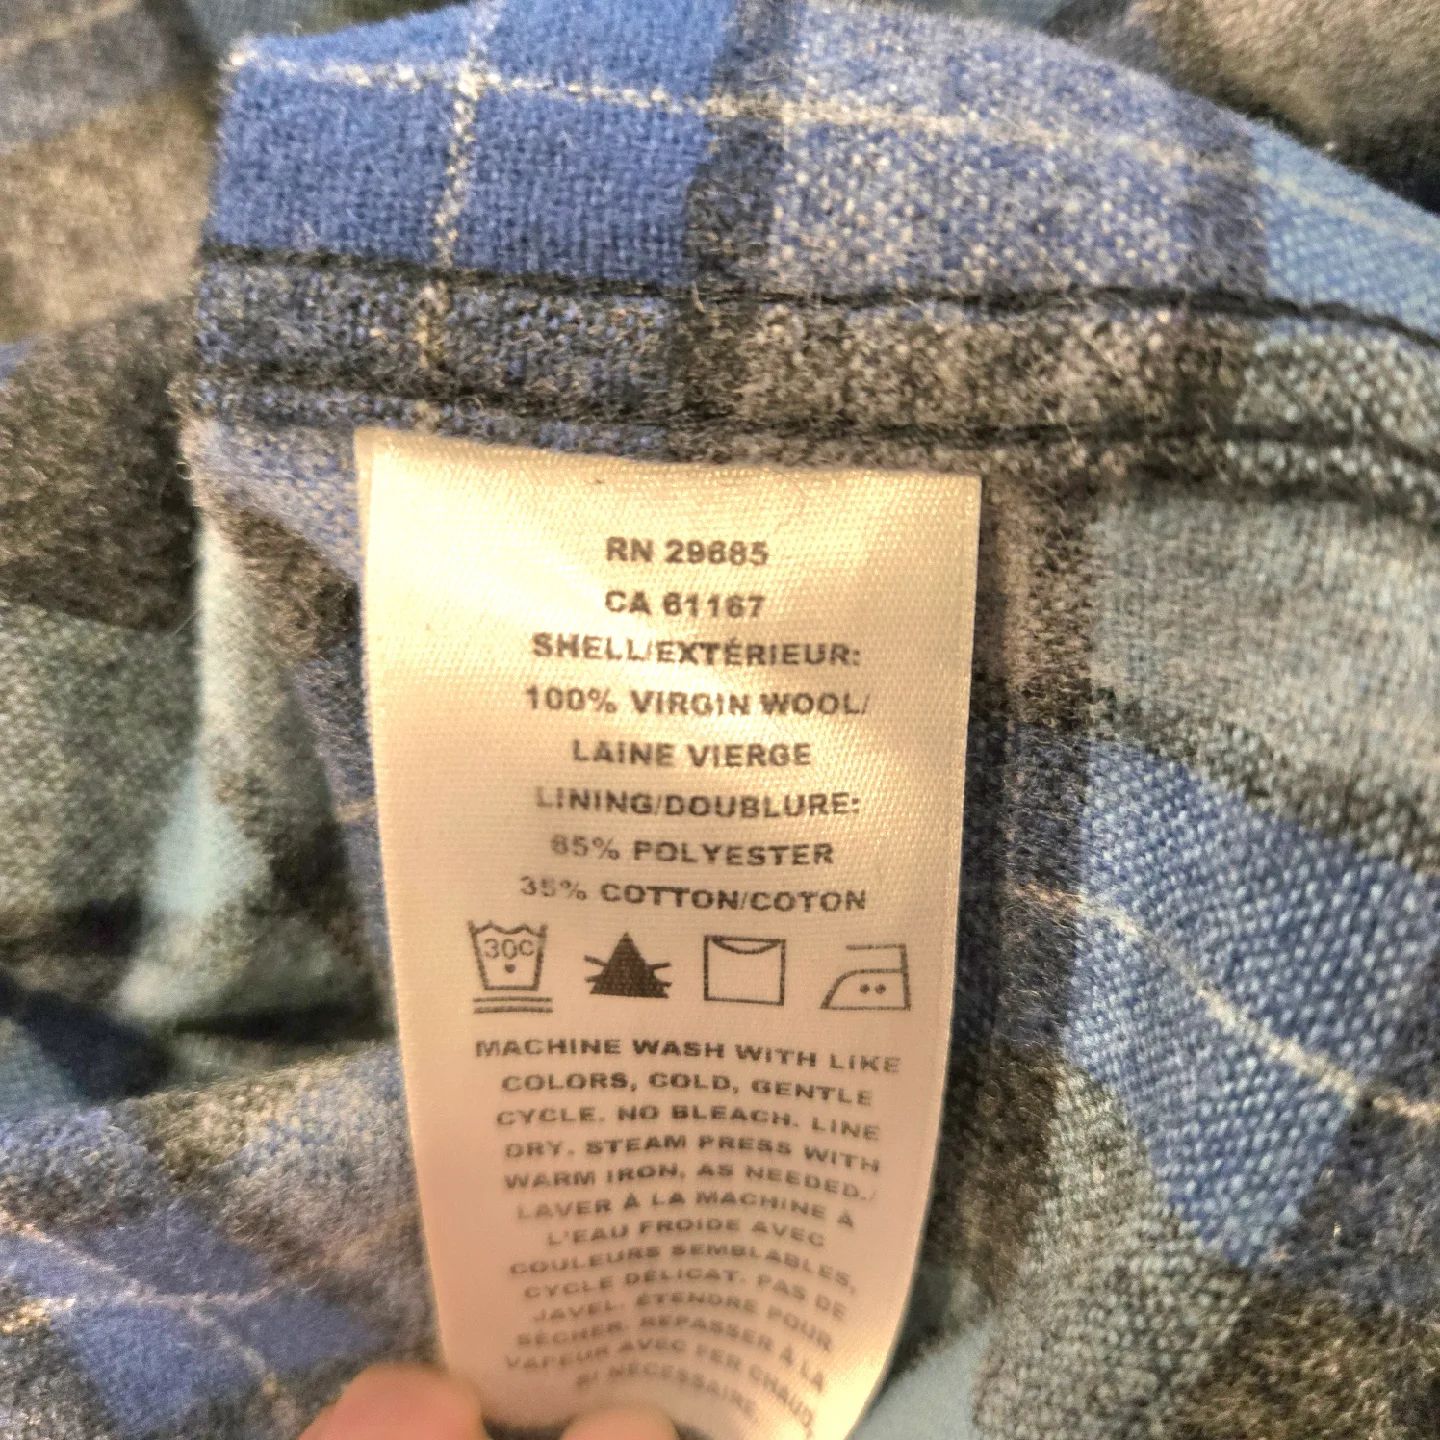 RN 29685
CA 61167
SHELL/EXTÉRIEUR:
100% VIRGIN WOOL/
LAINE VIERGE
LINING/DOUBLURE:
65% POLYESTER
35% COTTON/COTON
30C
MACHINE WASH WITH LIKE
COLORS, COLD, GENTLE
CYCLE. NO BLEACH. LINE
DRY. STEAM PRESS WITH
WARM IRON, AS NEEDED./
LAVER À LA MACHINE À
L'EAU FROIDE AVEC
COULEURS SEMBLABLES,
CYCLE DÉLICAT. PAS DE
JAVEL. ÉTENDRE POUR
SÉCHER. REPASSER À LA
VAPEUR AVEC FER CHAUD,
SI NÉCESSAIRE.